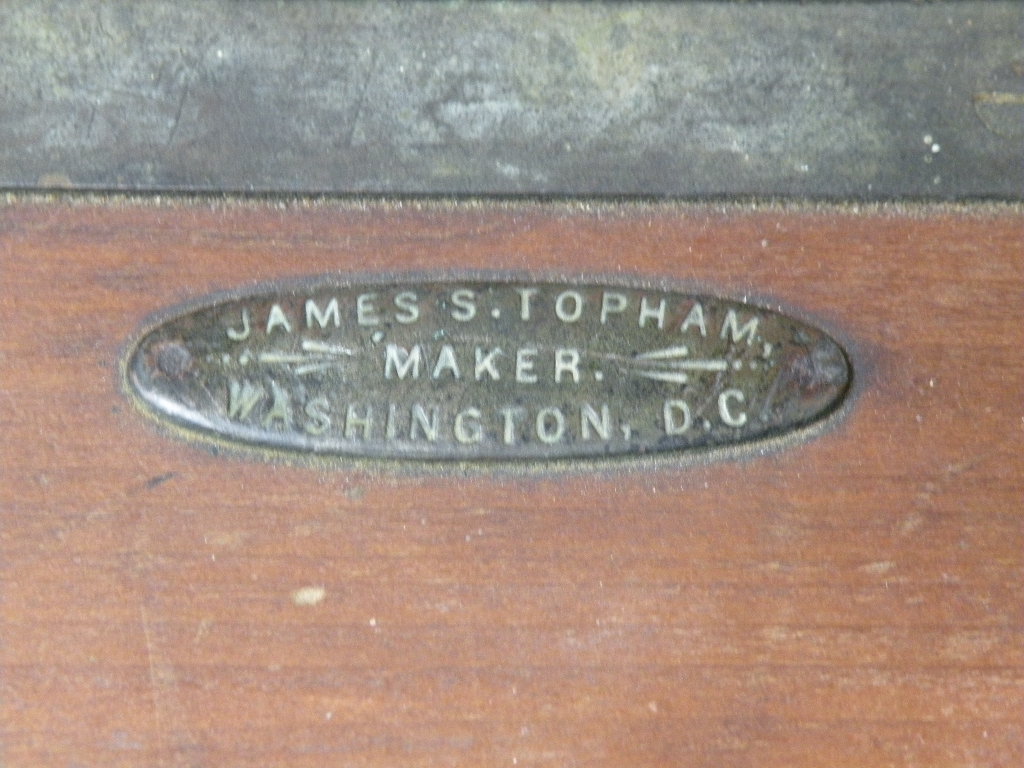 JAMES S. TOPHAM,
MAKER.
WASHINGTON, D.C.